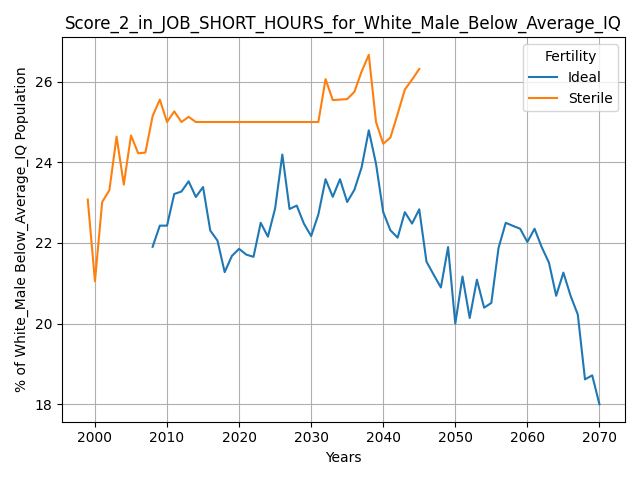 Score_2_in_JOB_SHORT_HOURS_for_White_Male_Below_Average_IQ
Fertility
Ideal
Sterile
% of White_Male Below_Average_IQ Population
26
24
22
20
18
2000 2010 2020 2030 2040 2050 2060 2070
Years